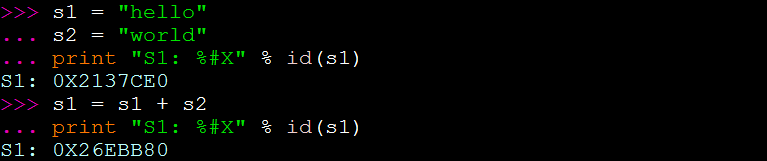 >>> s1 = "hello"
... s2 = "world"
... print "S1: %#X" % id(s1)
S1: 0X2137CE0
>>> s1 = s1 + s2
... print "S1: %#X" % id(s1)
S1: 0X26EBB80